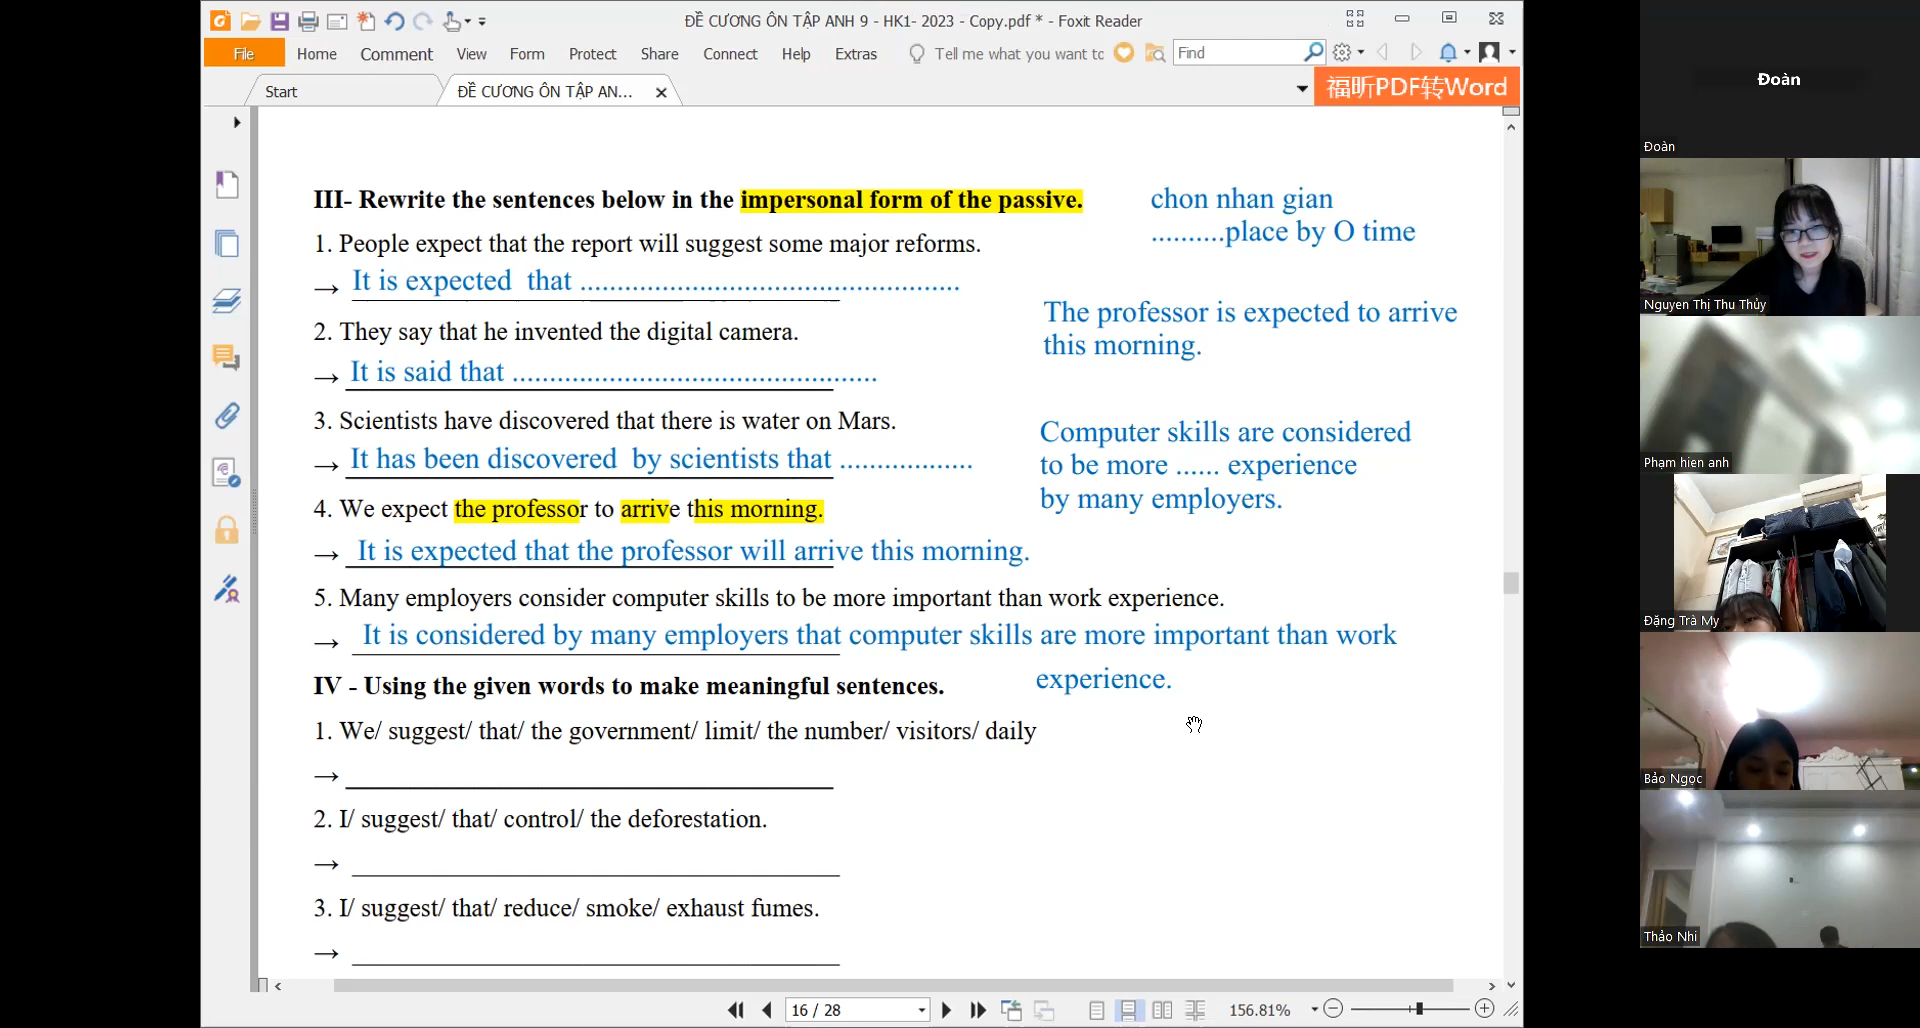 ĐỀ CƯƠNG ÔN TẬP ANH 9 - HK1- 2023 - Copy.pdf * - Foxit Reader
File Home Comment View Form Protect Share Connect Help Extras Tell me what you want to Find
Start ĐỀ CƯƠNG ÔN TẬP AN... 福昕PDF转Word
III- Rewrite the sentences below in the impersonal form of the passive.
chon nhan gian
..........place by O time
1. People expect that the report will suggest some major reforms.
→ It is expected  that ...................................................
2. They say that he invented the digital camera.
The professor is expected to arrive
this morning.
→ It is said that .................................................
3. Scientists have discovered that there is water on Mars.
→ It has been discovered  by scientists that ..................
Computer skills are considered
to be more ...... experience
by many employers.
4. We expect the professor to arrive this morning.
→ It is expected that the professor will arrive this morning.
5. Many employers consider computer skills to be more important than work experience.
→ It is considered by many employers that computer skills are more important than work
experience.
IV - Using the given words to make meaningful sentences.
1. We/ suggest/ that/ the government/ limit/ the number/ visitors/ daily
→
2. I/ suggest/ that/ control/ the deforestation.
→
3. I/ suggest/ that/ reduce/ smoke/ exhaust fumes.
→
16 / 28
156.81%
Đoàn
Đoàn
Nguyen Thị Thu Thủy
Phạm hien anh
Đặng Trà My
Bảo Ngọc
Thảo Nhi